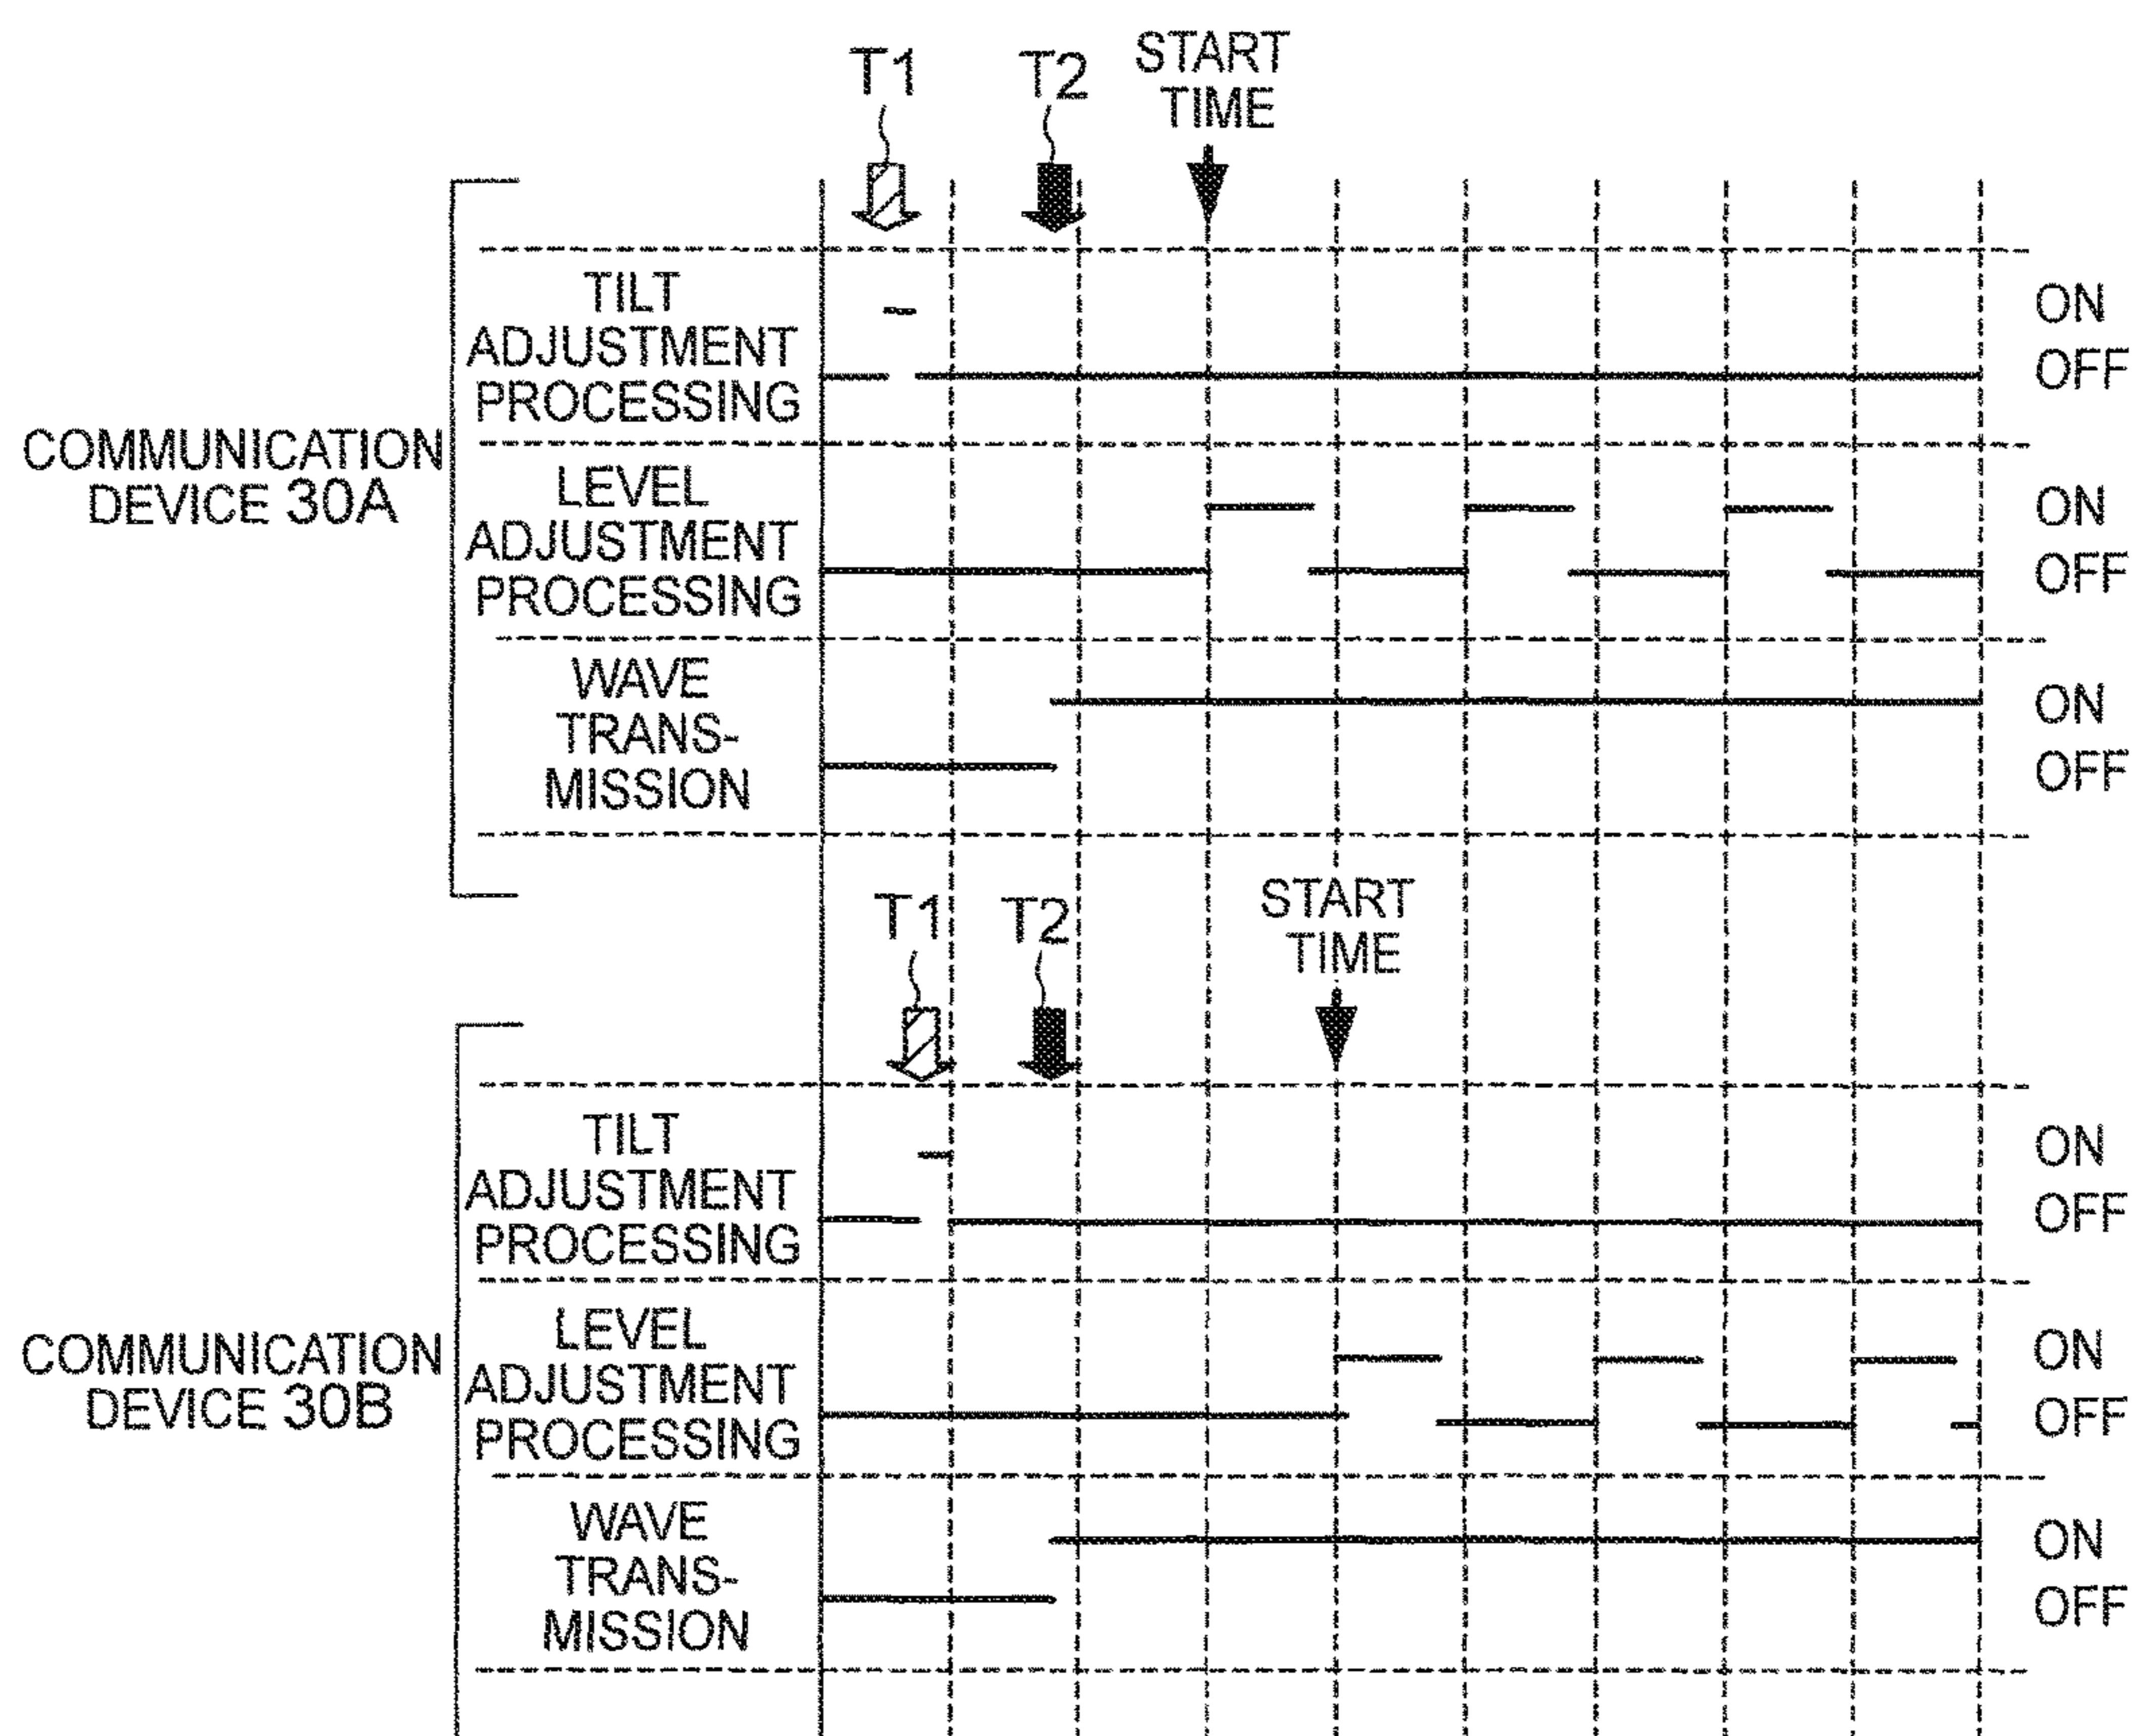 T1
T2
START
TIME
COMMUNICATION
DEVICE 30A
TILT
ADJUSTMENT
PROCESSING
ON
OFF
LEVEL
ADJUSTMENT
PROCESSING
ON
OFF
WAVE
TRANS-
MISSION
ON
OFF
T1
T2
START
TIME
COMMUNICATION
DEVICE 30B
TILT
ADJUSTMENT
PROCESSING
ON
OFF
LEVEL
ADJUSTMENT
PROCESSING
ON
OFF
WAVE
TRANS-
MISSION
ON
OFF